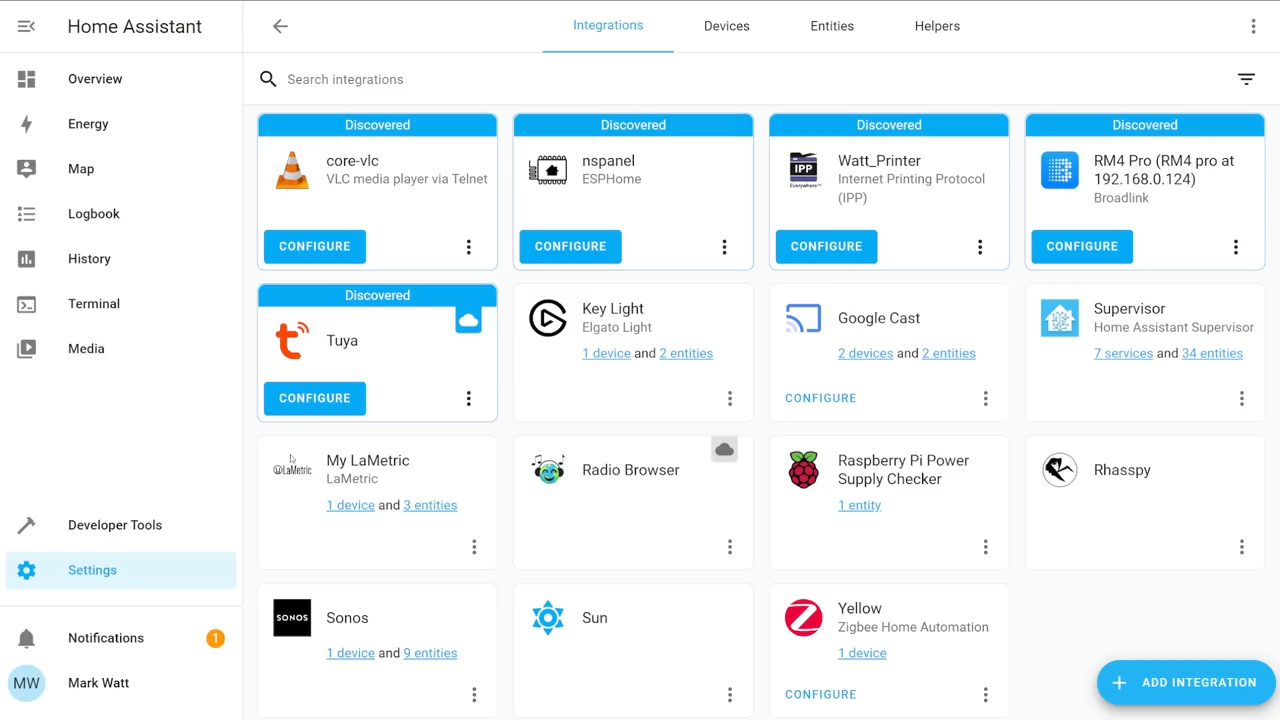 Home Assistant
Integrations
Devices
Entities
Helpers
Overview
Energy
Map
Logbook
History
Terminal
Media
Developer Tools
Settings
Notifications
1
MW
Mark Watt
Search integrations
Discovered
core-vlc
VLC media player via Telnet
CONFIGURE
Discovered
nspanel
ESPHome
CONFIGURE
Discovered
IPP
Everywhere™
Watt_Printer
Internet Printing Protocol
(IPP)
CONFIGURE
Discovered
RM4 Pro (RM4 pro at
192.168.0.124)
Broadlink
CONFIGURE
Discovered
Tuya
CONFIGURE
Key Light
Elgato Light
1 device and 2 entities
Google Cast
2 devices and 2 entities
CONFIGURE
Supervisor
Home Assistant Supervisor
7 services and 34 entities
LaMetric
My LaMetric
LaMetric
1 device and 3 entities
Radio Browser
Raspberry Pi Power
Supply Checker
1 entity
Rhasspy
SONOS
Sonos
1 device and 9 entities
Sun
Yellow
Zigbee Home Automation
1 device
CONFIGURE
ADD INTEGRATION